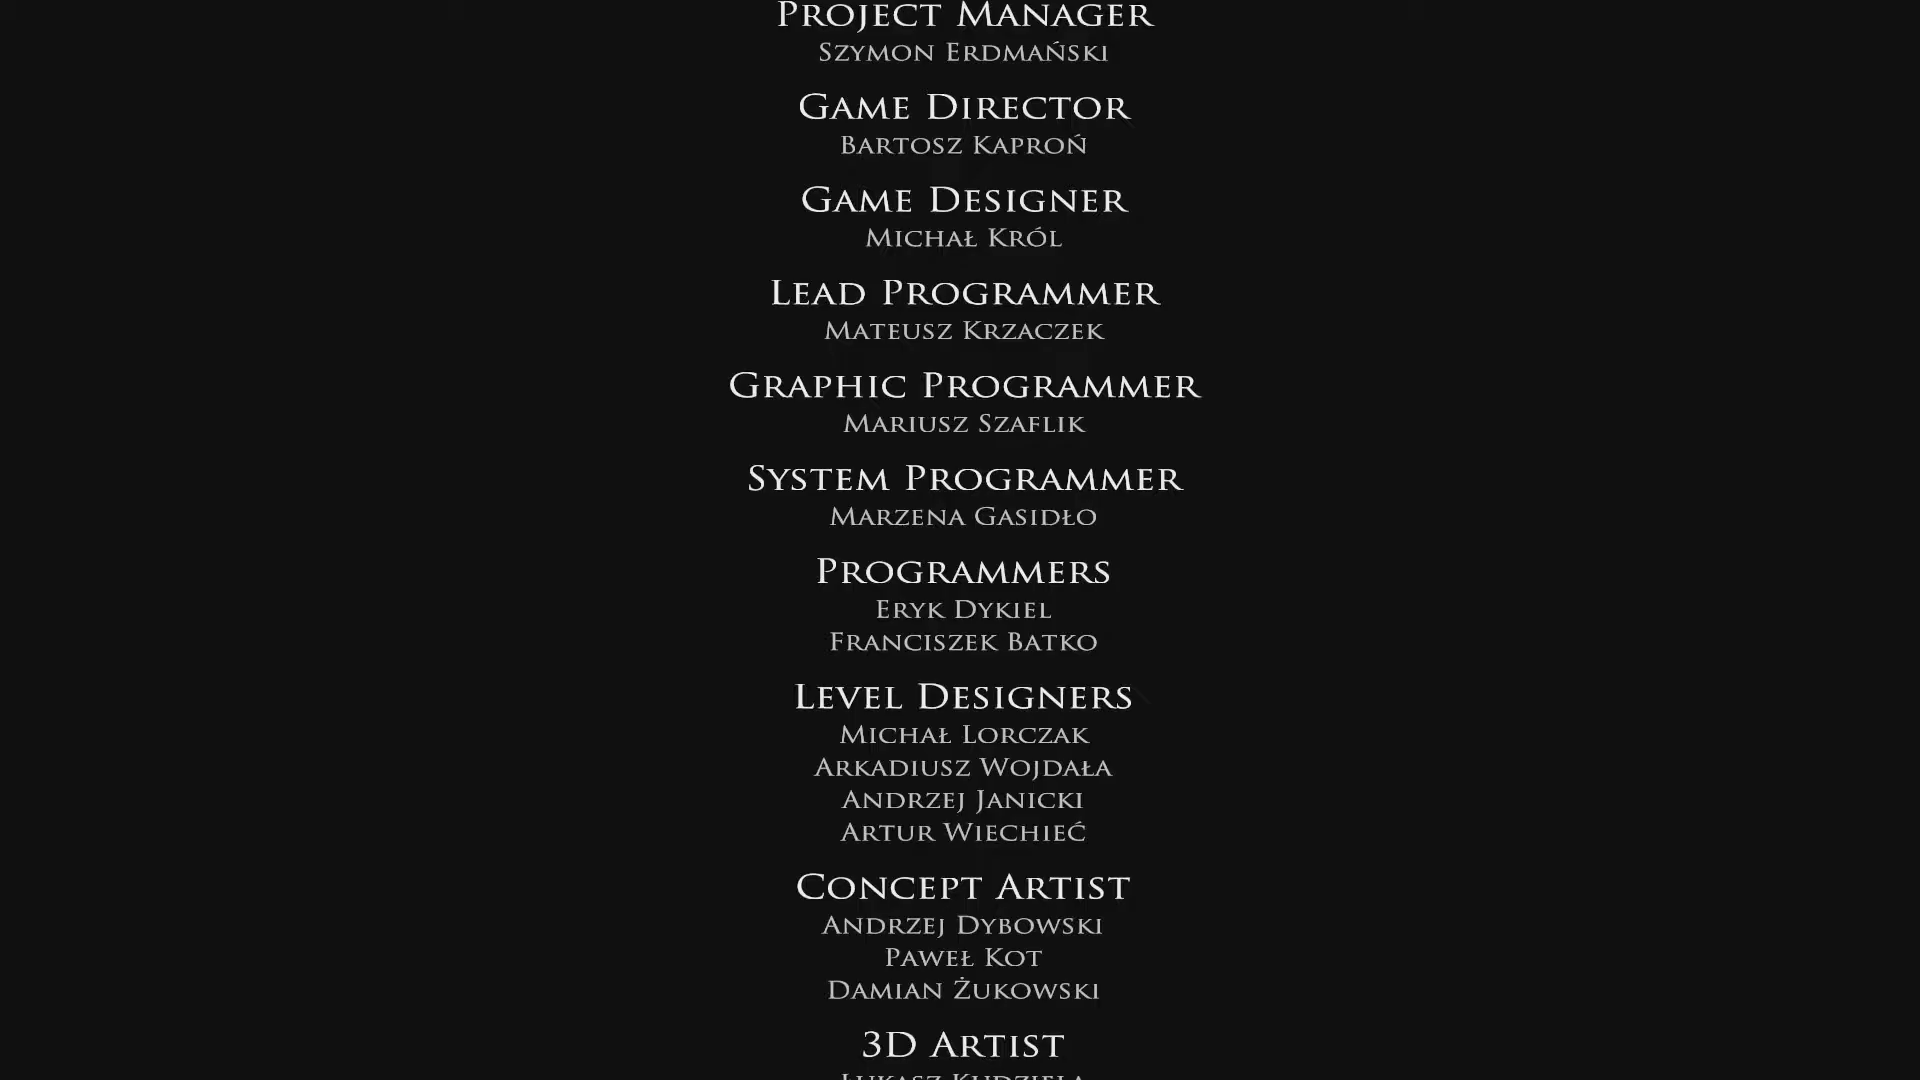 Project Manager
Szymon Erdmański
Game Director
Bartosz Kaproń
Game Designer
Michał Król
Lead Programmer
Mateusz Krzaczek
Graphic Programmer
Mariusz Szaflik
System Programmer
Marzena Gasidło
Programmers
Eryk Dykiel
Franciszek Batko
Level Designers
Michał Lorczak
Arkadiusz Wojdała
Andrzej Janicki
Artur Wiechieć
Concept Artist
Andrzej Dybowski
Paweł Kot
Damian Żukowski
3D Artist